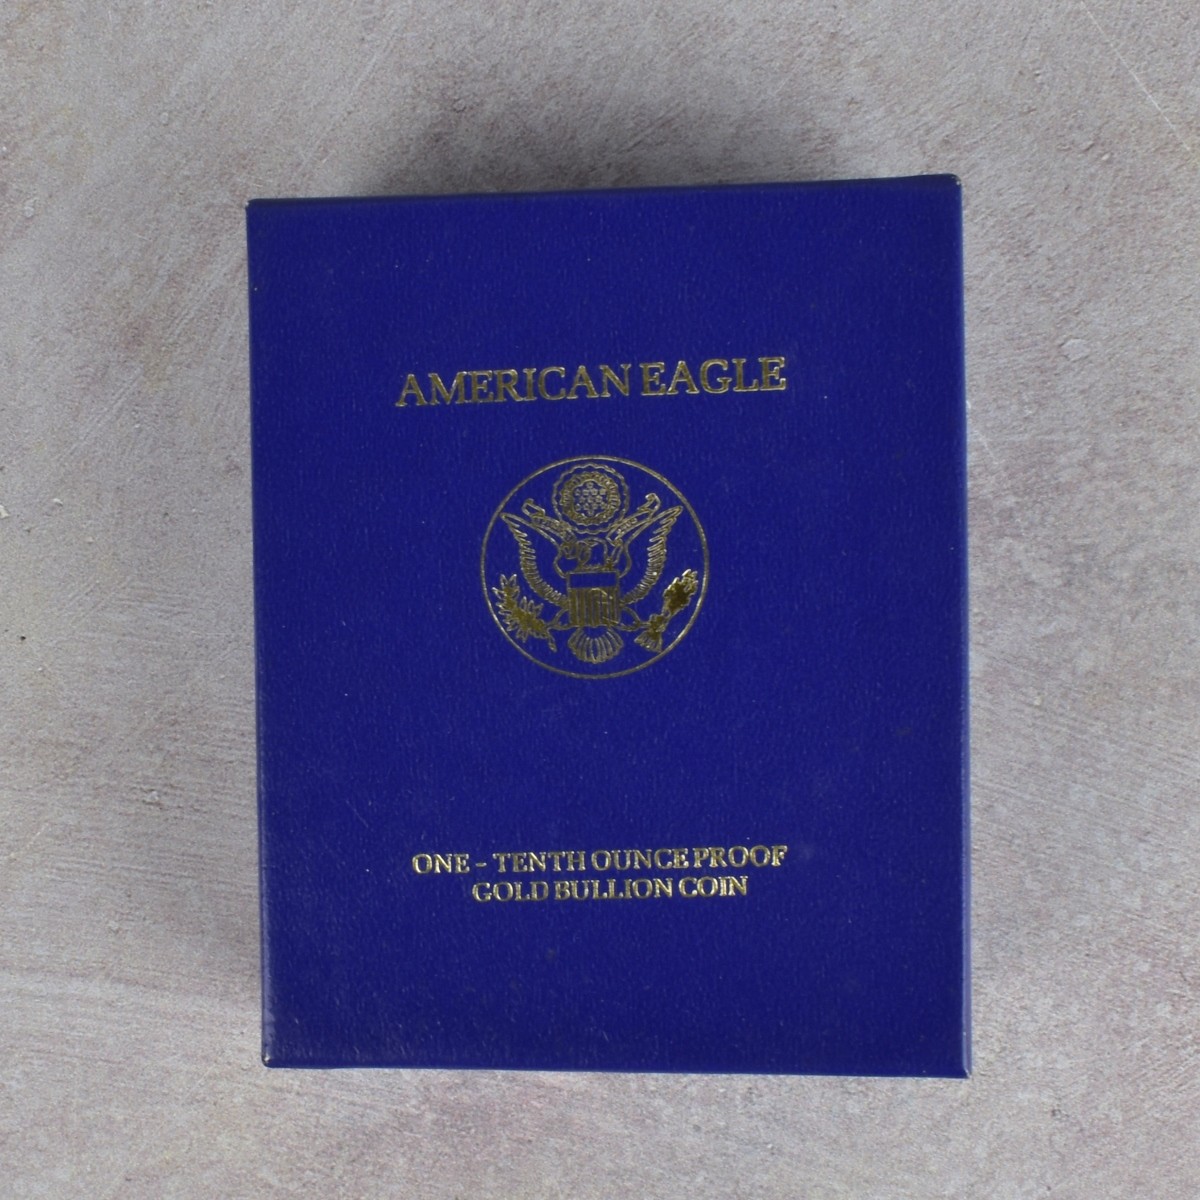 AMERICAN EAGLE
ONE - TENTH OUNCE PROOF
GOLD BULLION COIN